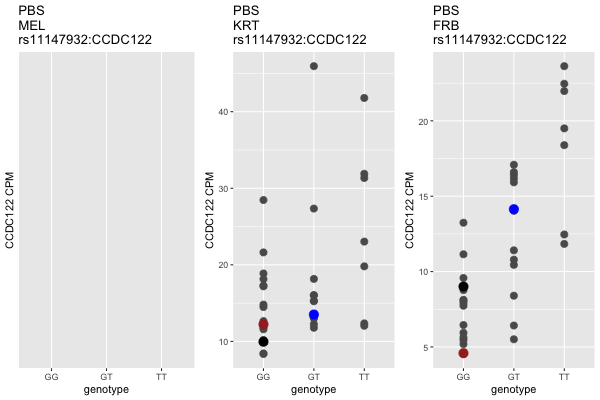 PBS
MEL
rs11147932:CCDC122
CCDC122 CPM
GG GT TT
genotype
PBS
KRT
rs11147932:CCDC122
CCDC122 CPM
40
30
20
10
GG GT TT
genotype
PBS
FRB
rs11147932:CCDC122
CCDC122 CPM
20
15
10
5
GG GT TT
genotype